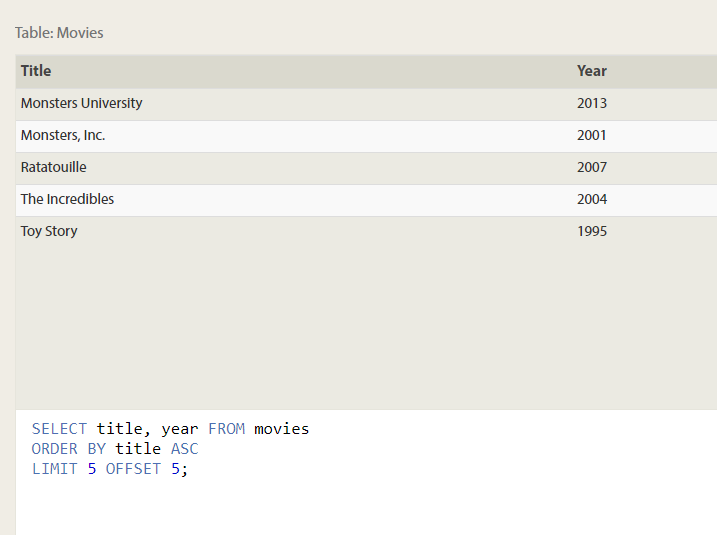 Table: Movies
Title Year
Monsters University 2013
Monsters, Inc. 2001
Ratatouille 2007
The Incredibles 2004
Toy Story 1995
SELECT title, year FROM movies
ORDER BY title ASC
LIMIT 5 OFFSET 5;